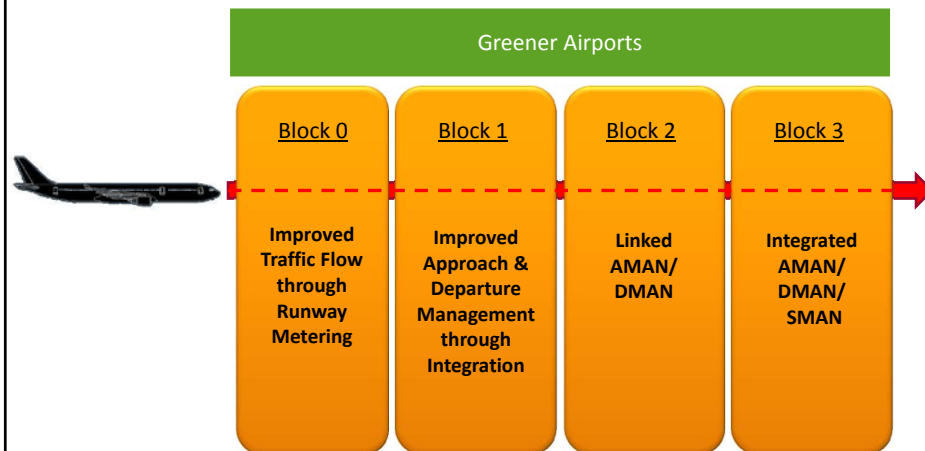 Greener Airports
Block 0
Improved
Traffic Flow
through
Runway
Metering
Block 1
Improved
Approach &
Departure
Management
through
Integration
Block 2
Linked
AMAN/
DMAN
Block 3
Integrated
AMAN/
DMAN/
SMAN